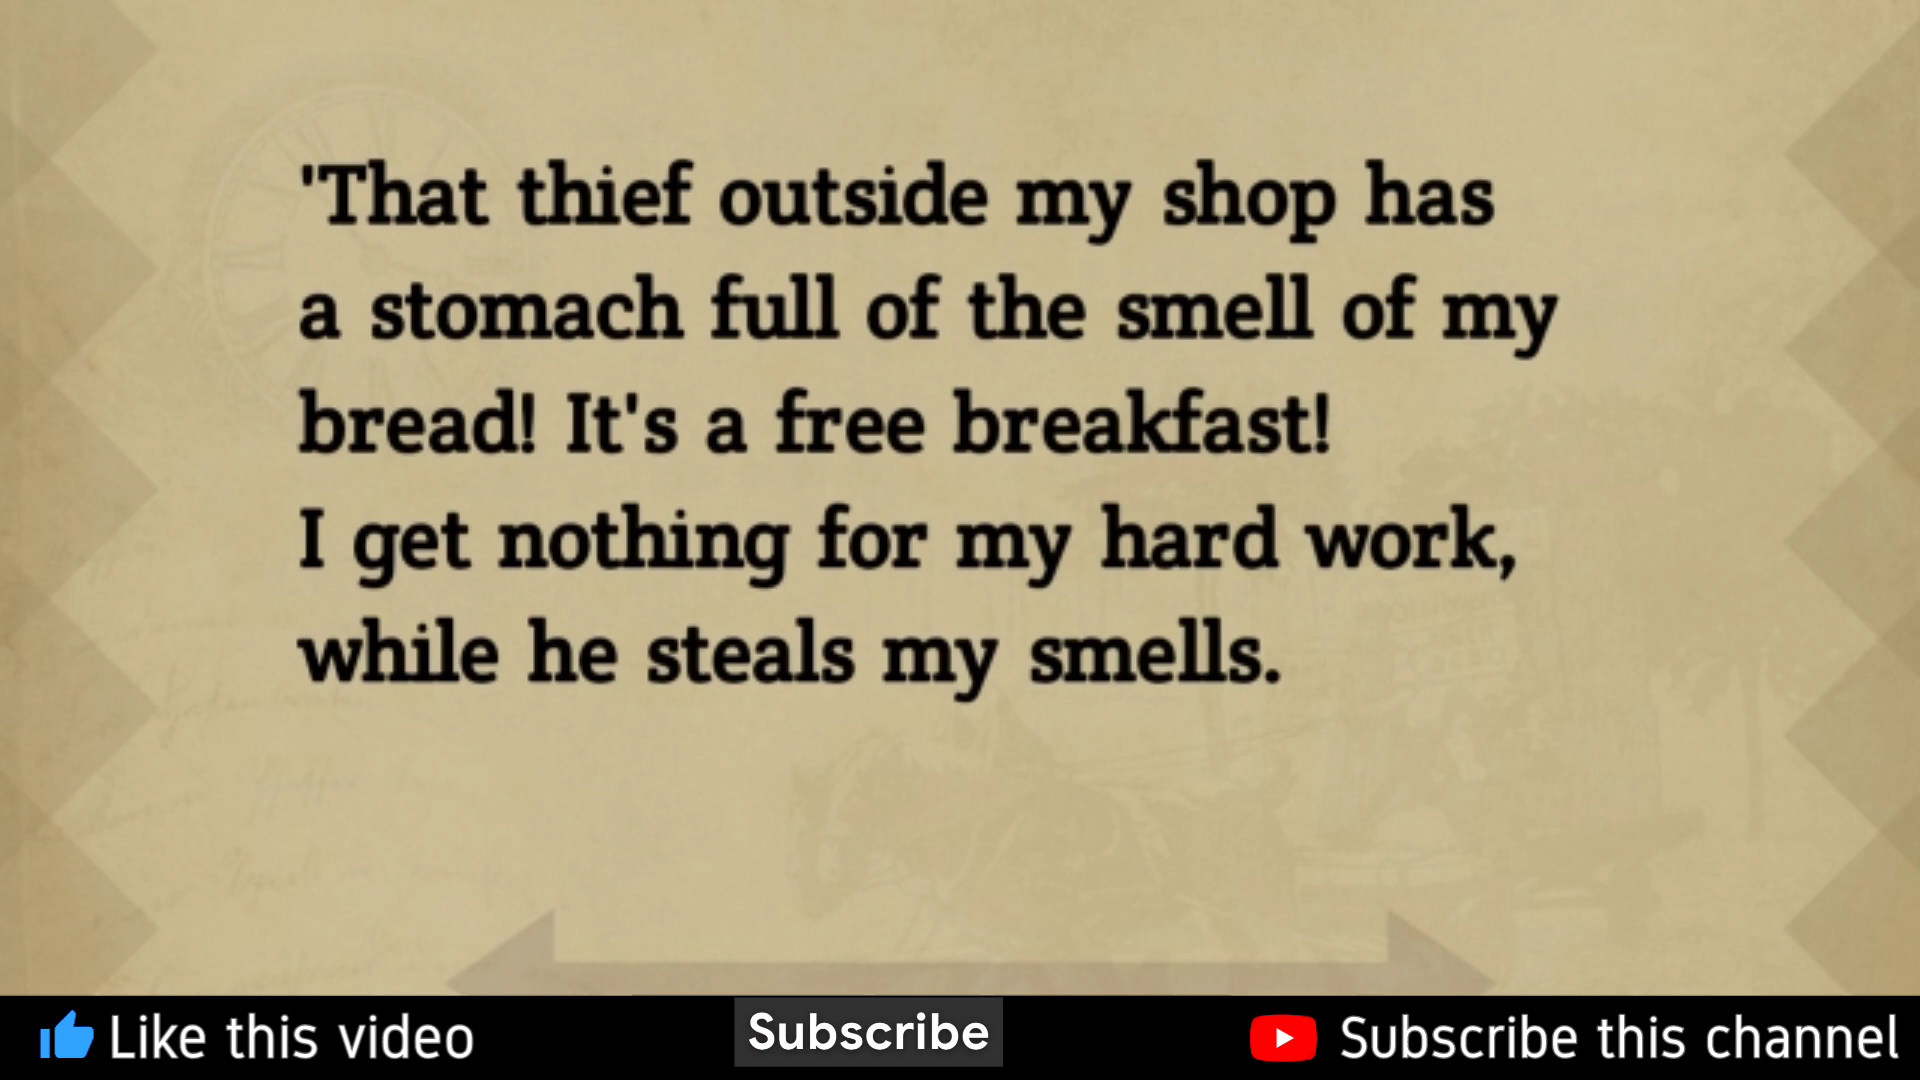 'That thief outside my shop has
a stomach full of the smell of my
bread! It's a free breakfast!
I get nothing for my hard work,
while he steals my smells.
Like this video
Subscribe
Subscribe this channel